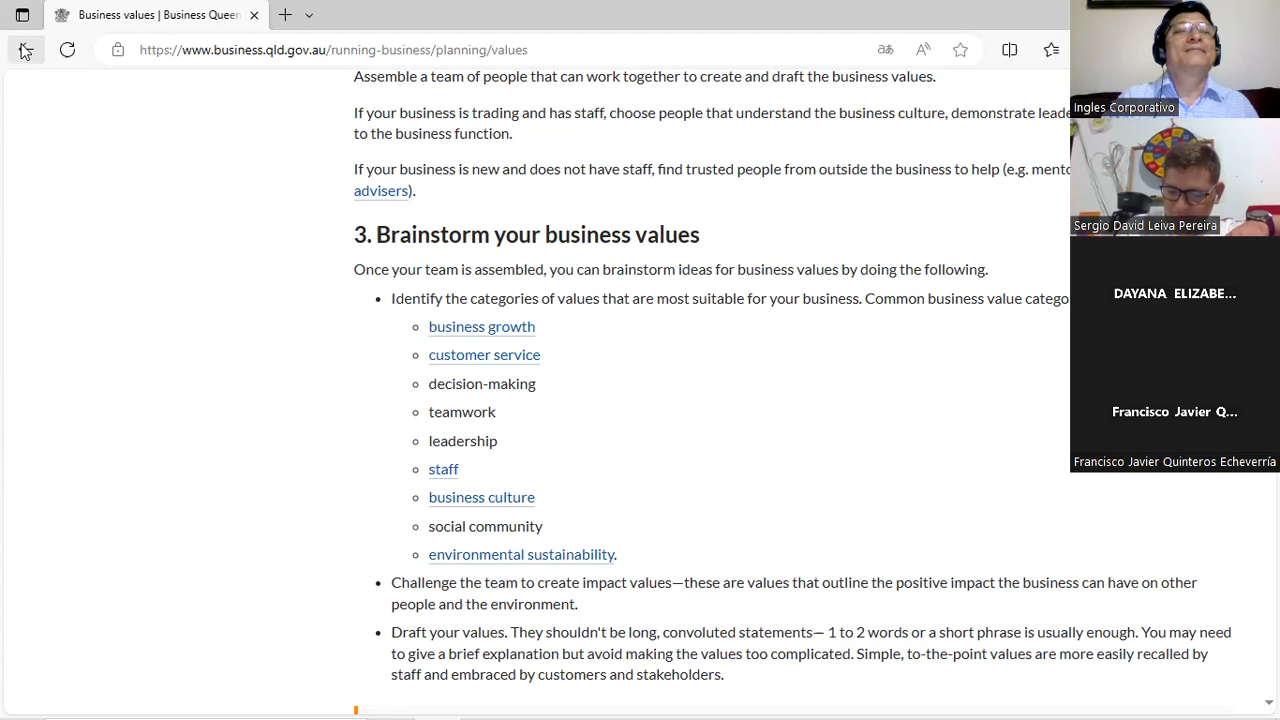 Business values | Business Queen
https://www.business.qld.gov.au/running-business/planning/values
Assemble a team of people that can work together to create and draft the business values.
If your business is trading and has staff, choose people that understand the business culture, demonstrate leade
to the business function.
If your business is new and does not have staff, find trusted people from outside the business to help (e.g. mento
advisers).
3. Brainstorm your business values
Once your team is assembled, you can brainstorm ideas for business values by doing the following.
• Identify the categories of values that are most suitable for your business. Common business value catego
business growth
customer service
decision-making
teamwork
leadership
staff
business culture
social community
environmental sustainability.
• Challenge the team to create impact values—these are values that outline the positive impact the business can have on other
people and the environment.
• Draft your values. They shouldn't be long, convoluted statements— 1 to 2 words or a short phrase is usually enough. You may need
to give a brief explanation but avoid making the values too complicated. Simple, to-the-point values are more easily recalled by
staff and embraced by customers and stakeholders.
Ingles Corporativo
Sergio David Leiva Pereira
DAYANA ELIZABE...
Francisco Javier Q...
Francisco Javier Quinteros Echeverría